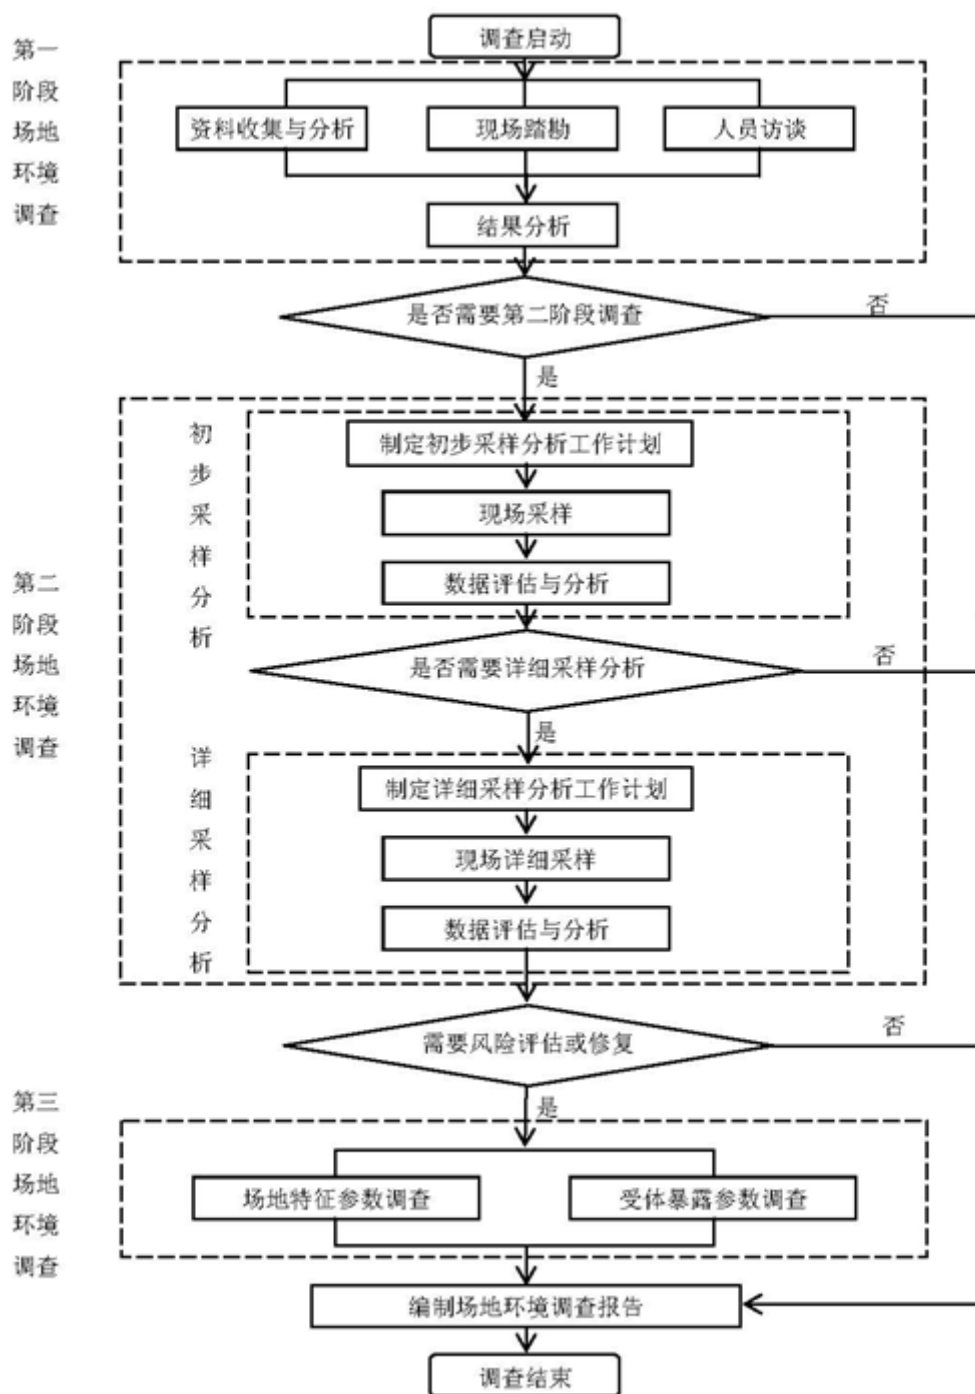 调查启动
第一
阶段
场地
环境
调查
资料收集与分析
现场踏勘
人员访谈
结果分析
是否需要第二阶段调查
否
是
第二
阶段
场地
环境
调查
初
步
采
样
分
析
制定初步采样分析工作计划
现场采样
数据评估与分析
是否需要详细采样分析
否
是
详
细
采
样
分
析
制定详细采样分析工作计划
现场详细采样
数据评估与分析
需要风险评估或修复
否
是
第三
阶段
场地
环境
调查
场地特征参数调查
受体暴露参数调查
编制场地环境调查报告
调查结束